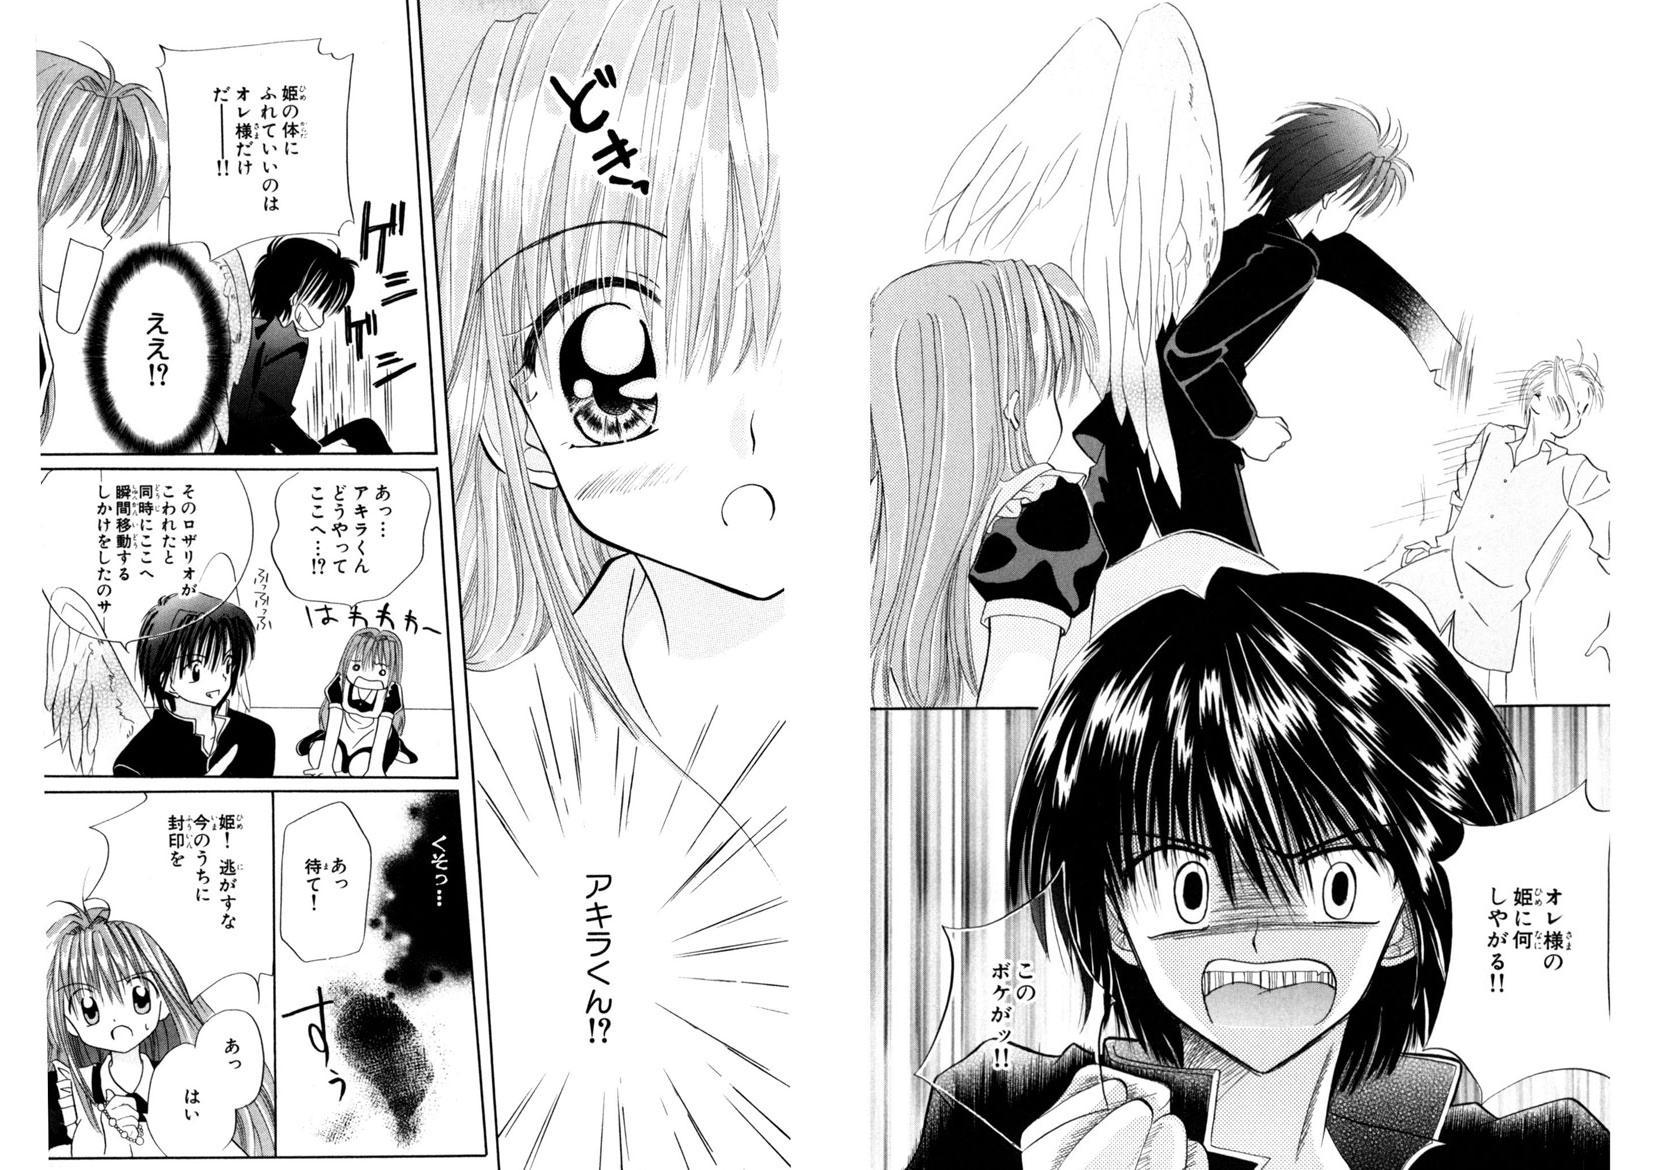 オレ様の
姫に何
しやがる!!
この
ボケがッ!!
どきっ
アキラくん!?
姫の体に
ふれていいのは
オレ様だけ
だ――!!
ゲシ
ゲシ
ええ!?
あっ…
アキラくん
どうやって
ここへ…!?
はわわわ〜
そのロザリオが
こわれたと
同時にここへ
瞬間移動する
しかけをしたのサ
ふっふっふっ
くそっ…
あっ
待て!
すぅ
姫!逃がすな
今のうちに
封印を
あっ
はい